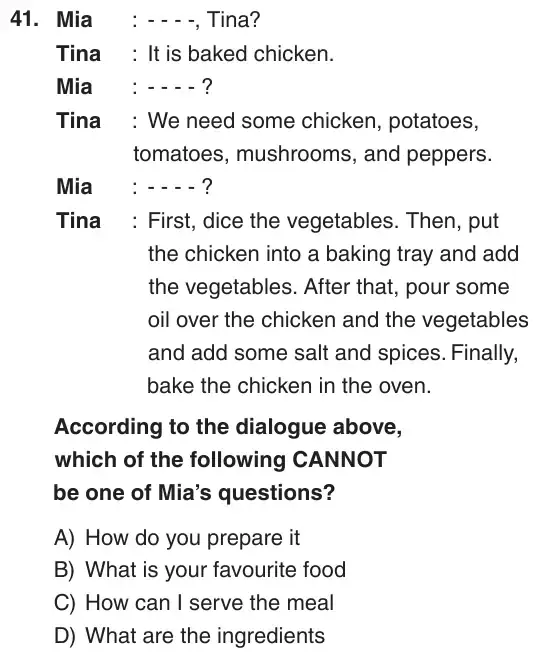 41. Mia : - - - -, Tina?
Tina : It is baked chicken.
Mia : - - - - ?
Tina : We need some chicken, potatoes,
tomatoes, mushrooms, and peppers.
Mia : - - - - ?
Tina : First, dice the vegetables. Then, put
the chicken into a baking tray and add
the vegetables. After that, pour some
oil over the chicken and the vegetables
and add some salt and spices. Finally,
bake the chicken in the oven.
According to the dialogue above,
which of the following CANNOT
be one of Mia's questions?
A) How do you prepare it
B) What is your favourite food
C) How can I serve the meal
D) What are the ingredients